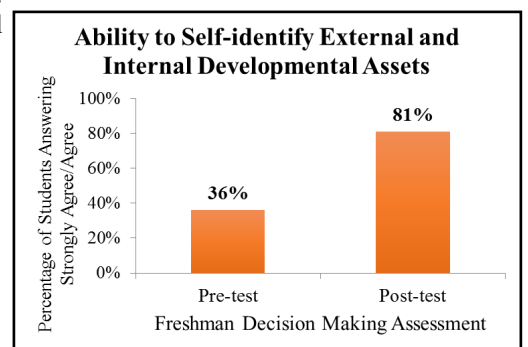 Ability to Self-identify External and
Internal Developmental Assets
Percentage of Students Answering
Strongly Agree/Agree
100%
80%
60%
40%
20%
0%
36%
81%
Pre-test
Post-test
Freshman Decision Making Assessment